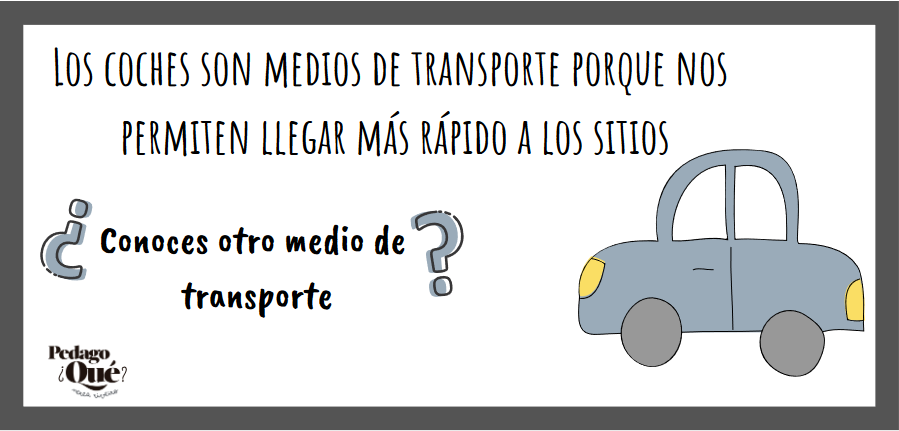 Los coches son medios de transporte porque nos
permiten llegar más rápido a los sitios
¿Conoces otro medio de
transporte?
Pedago
¿Qué?